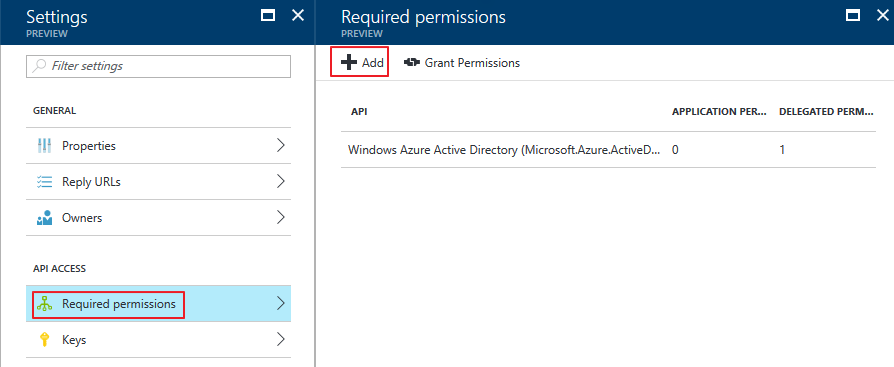 Settings
PREVIEW
Filter settings
GENERAL
Properties
Reply URLs
Owners
API ACCESS
Required permissions
Keys
Required permissions
PREVIEW
Add Grant Permissions
API APPLICATION PER... DELEGATED PERM...
Windows Azure Active Directory (Microsoft.Azure.ActiveD... 0 1